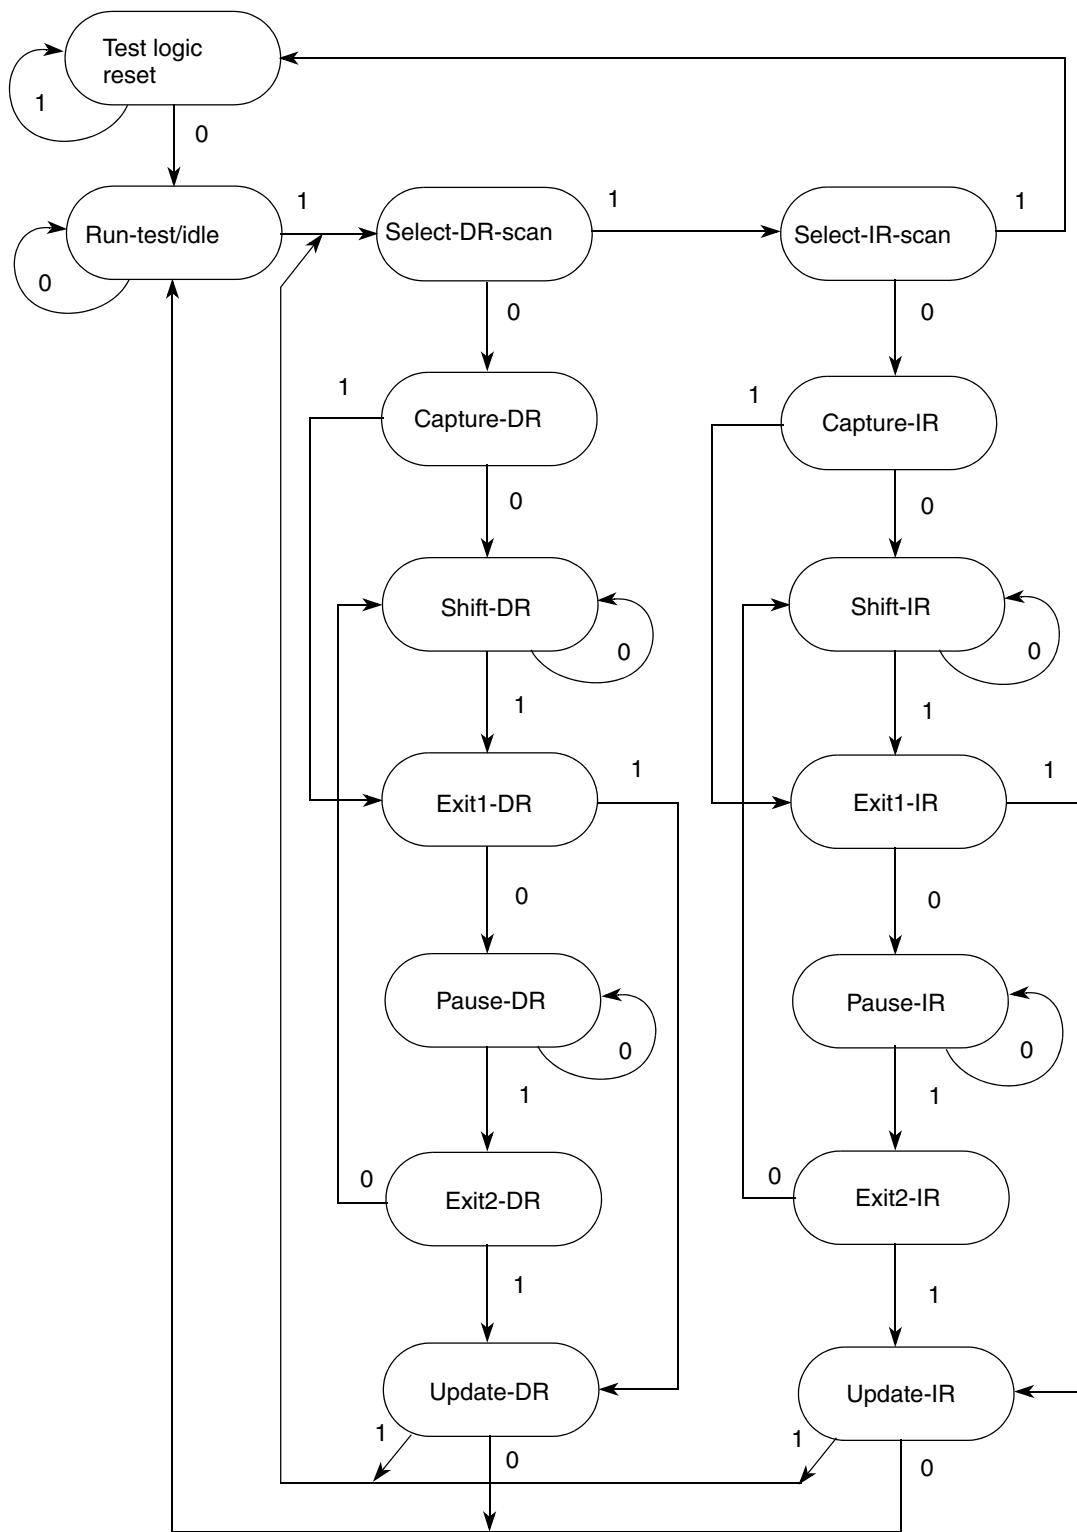 Test logic
reset
1
0
Run-test/idle
1
Select-DR-scan
1
Select-IR-scan
1
0
0
0
1
Capture-DR
1
Capture-IR
0
0
Shift-DR
0
Shift-IR
0
1
1
Exit1-DR
1
Exit1-IR
1
0
0
Pause-DR
0
Pause-IR
0
1
1
0
Exit2-DR
0
Exit2-IR
1
1
Update-DR
Update-IR
1
0
1
0